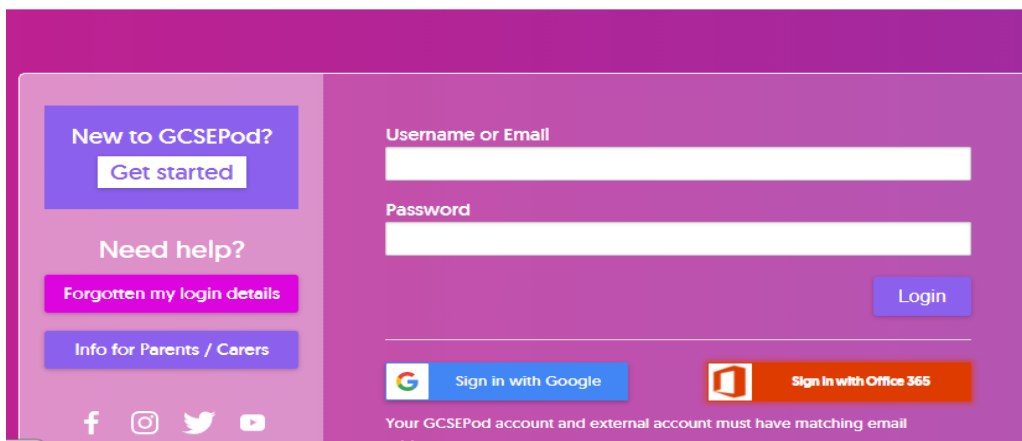 New to GCSEPod?
Get started
Need help?
Forgotten my login details
Info for Parents / Carers
Username or Email
Password
Login
Sign in with Google
Sign in with Office 365
Your GCSEPod account and external account must have matching email